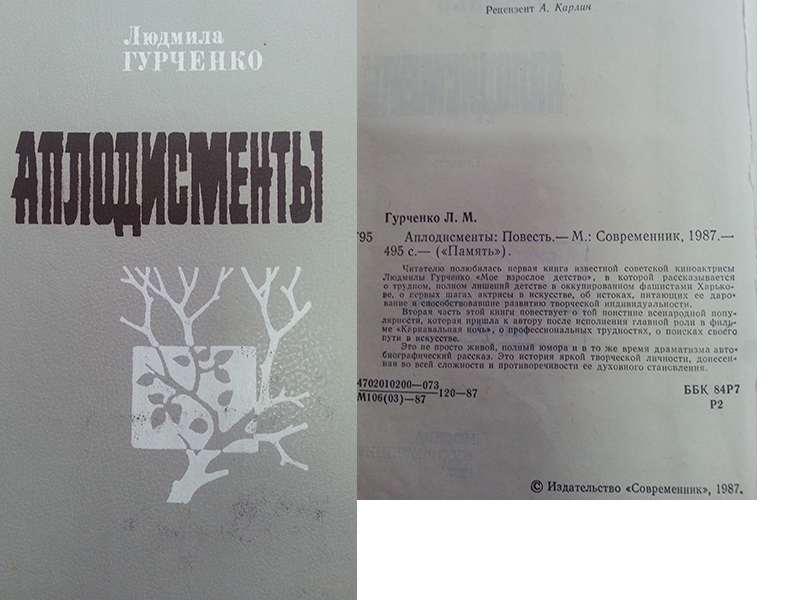 Людмила
ГУРЧЕНКО
АПЛОДИСМЕНТЫ
Рецензент А. Карлин
Гурченко Л. М.
Г95 Аплодисменты: Повесть.— М.: Современник, 1987.—
495 с.— («Память»).
Читателю полюбилась первая книга известной советской киноактрисы
Людмилы Гурченко «Мое взрослое детство», в которой рассказывается
о трудном, полном лишений детстве в оккупированном фашистами Харько-
ве, о первых шагах актрисы в искусстве, об истоках, питающих ее даро-
вание и способствовавшие развитию творческой индивидуальности.
Вторая часть этой книги повествует о той поистине всенародной попу-
лярности, которая пришла к автору после исполнения главной роли в филь-
ме «Карнавальная ночь», о профессиональных трудностях, о поисках своего
пути в искусстве.
Это не просто живой, полный юмора и в то же время драматизма авто-
биографический рассказ. Это история яркой творческой личности, донесен-
ная во всей сложности и противоречивости ее духовного становления.
4702010200—073
М106(03)—87
120—87
ББК 84Р7
Р2
© Издательство «Современник», 1987.